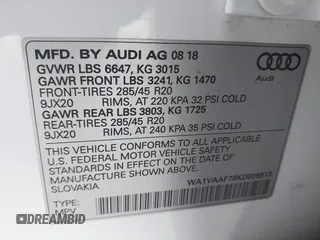 MFD. BY AUDI AG 08 18
GVWR LBS 6647, KG 3015
GAWR FRONT LBS 3241, KG 1470
FRONT-TIRES 285/45 R20
9JX20 RIMS, AT 220 KPA 32 PSI COLD
GAWR REAR LBS 3803, KG 1725
REAR-TIRES 285/45 R20
9JX20 RIMS, AT 240 KPA 35 PSI COLD
THIS VEHICLE CONFORMS TO ALL APPLICABLE
U.S. FEDERAL MOTOR VEHICLE SAFETY
STANDARDS IN EFFECT ON THE DATE OF
MANUFACTURE SHOWN ABOVE
SLOVAKIA
TYPE:
MPV
Audi
DREAMBID